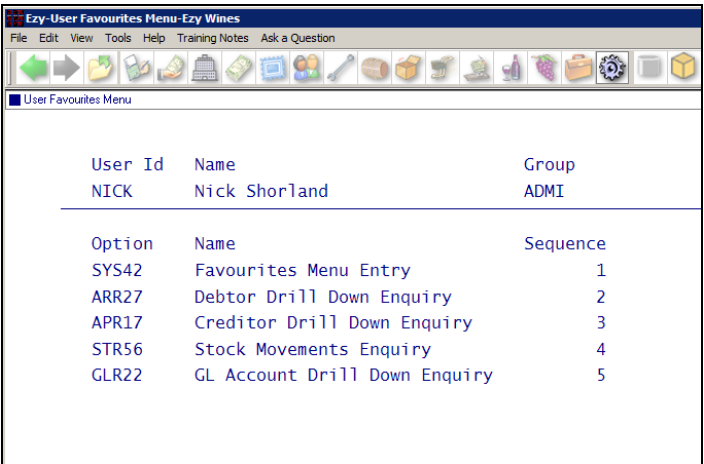 Ezy-User Favourites Menu-Ezy Wines
File Edit View Tools Help Training Notes Ask a Question
User Favourites Menu
User Id Name Group
NICK Nick Shorland ADMI
Option Name Sequence
SYS42 Favourites Menu Entry 1
ARR27 Debtor Drill Down Enquiry 2
APR17 Creditor Drill Down Enquiry 3
STR56 Stock Movements Enquiry 4
GLR22 GL Account Drill Down Enquiry 5